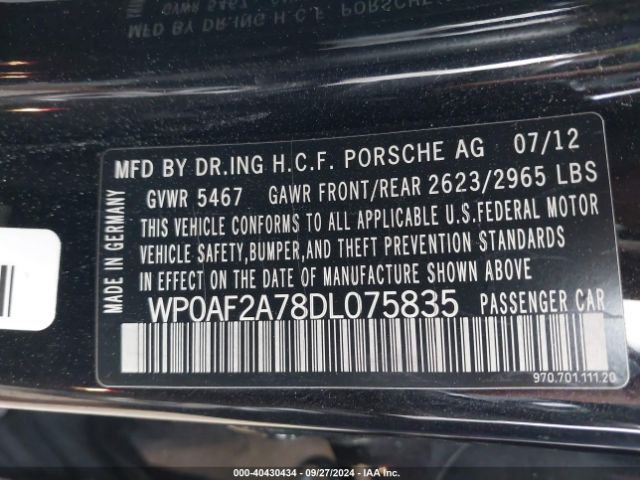 MFD BY DR.ING H.C.F. PORSCHE AG 07/12
GVWR 5467 GAWR FRONT/REAR 2623/2965 LBS
THIS VEHICLE CONFORMS TO ALL APPLICABLE U.S.FEDERAL MOTOR
VEHICLE SAFETY,BUMPER,AND THEFT PREVENTION STANDARDS
IN EFFECT ON THE DATE OF MANUFACTURE SHOWN ABOVE
WP0AF2A78DL075835 PASSENGER CAR
MADE IN GERMANY
970.701.111.20
000-40430434 - 09/27/2024 - IAA Inc.